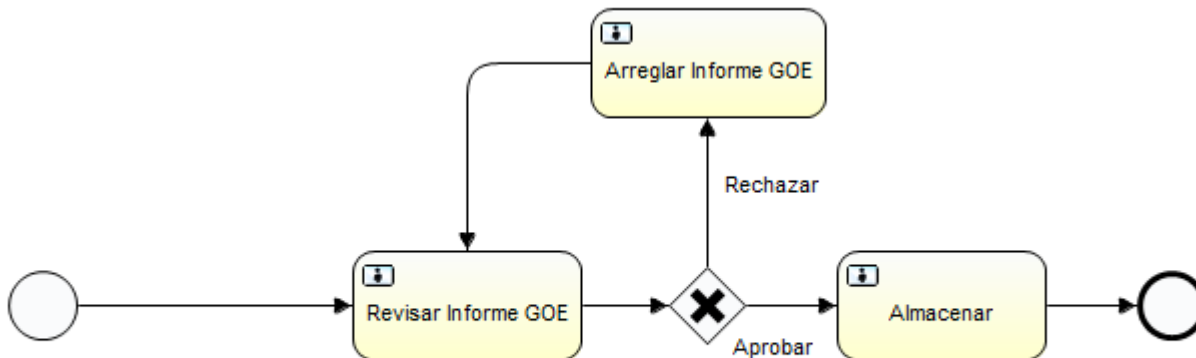 Arreglar Informe GOE
Rechazar
Revisar Informe GOE
Almacenar
Aprobar